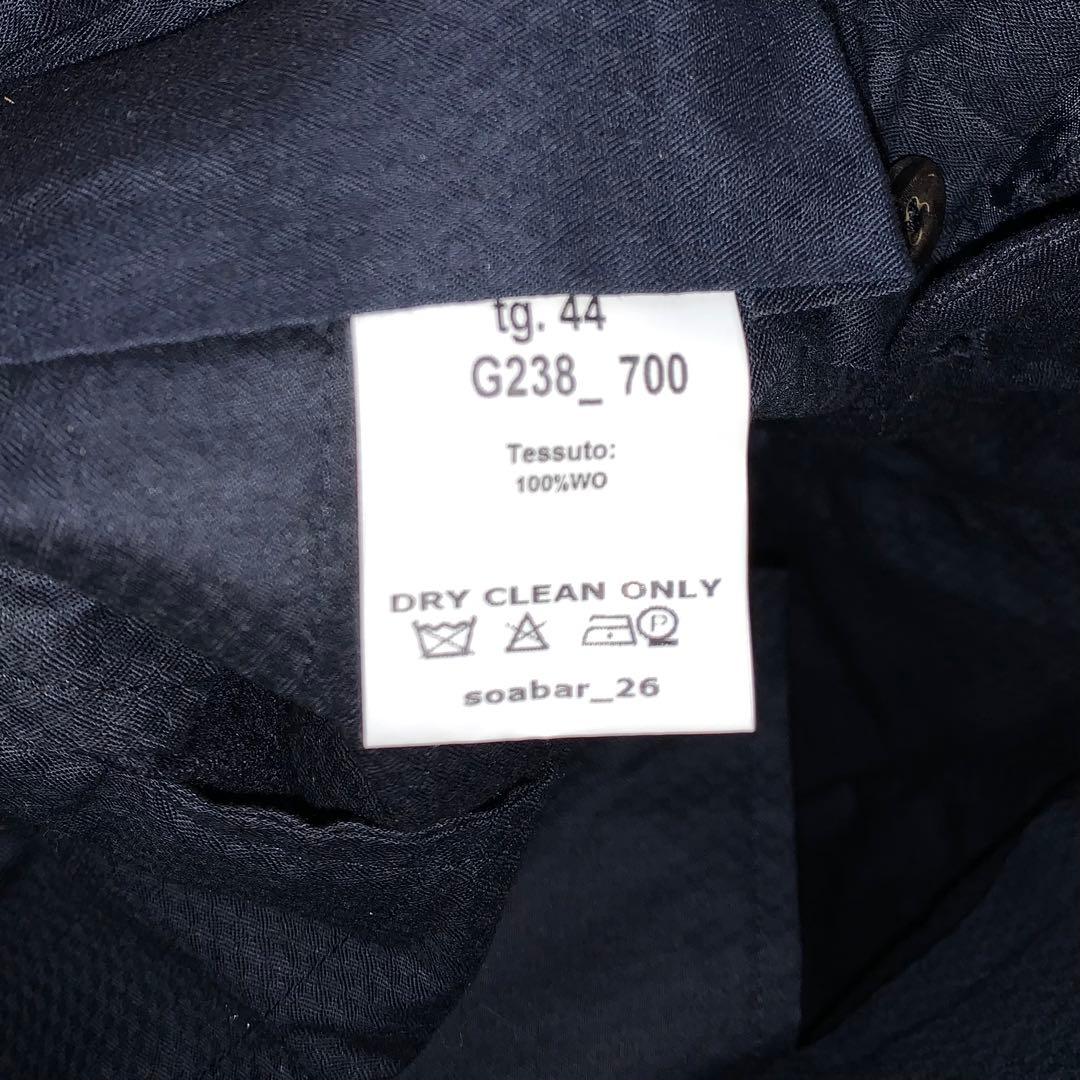 tg. 44
G238_ 700
Tessuto:
100%WO
DRY CLEAN ONLY
P
soabar_26